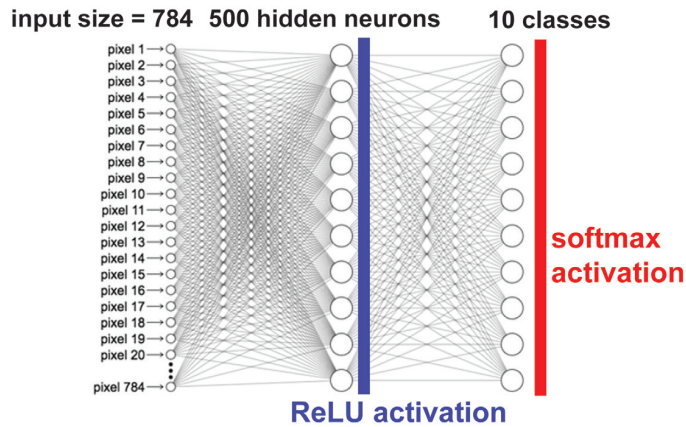 input size = 784 500 hidden neurons 10 classes
pixel 1
pixel 2
pixel 3
pixel 4
pixel 5
pixel 6
pixel 7
pixel 8
pixel 9
pixel 10
pixel 11
pixel 12
pixel 13
pixel 14
pixel 15
pixel 16
pixel 17
pixel 18
pixel 19
pixel 20
pixel 784
softmax
activation
ReLU activation